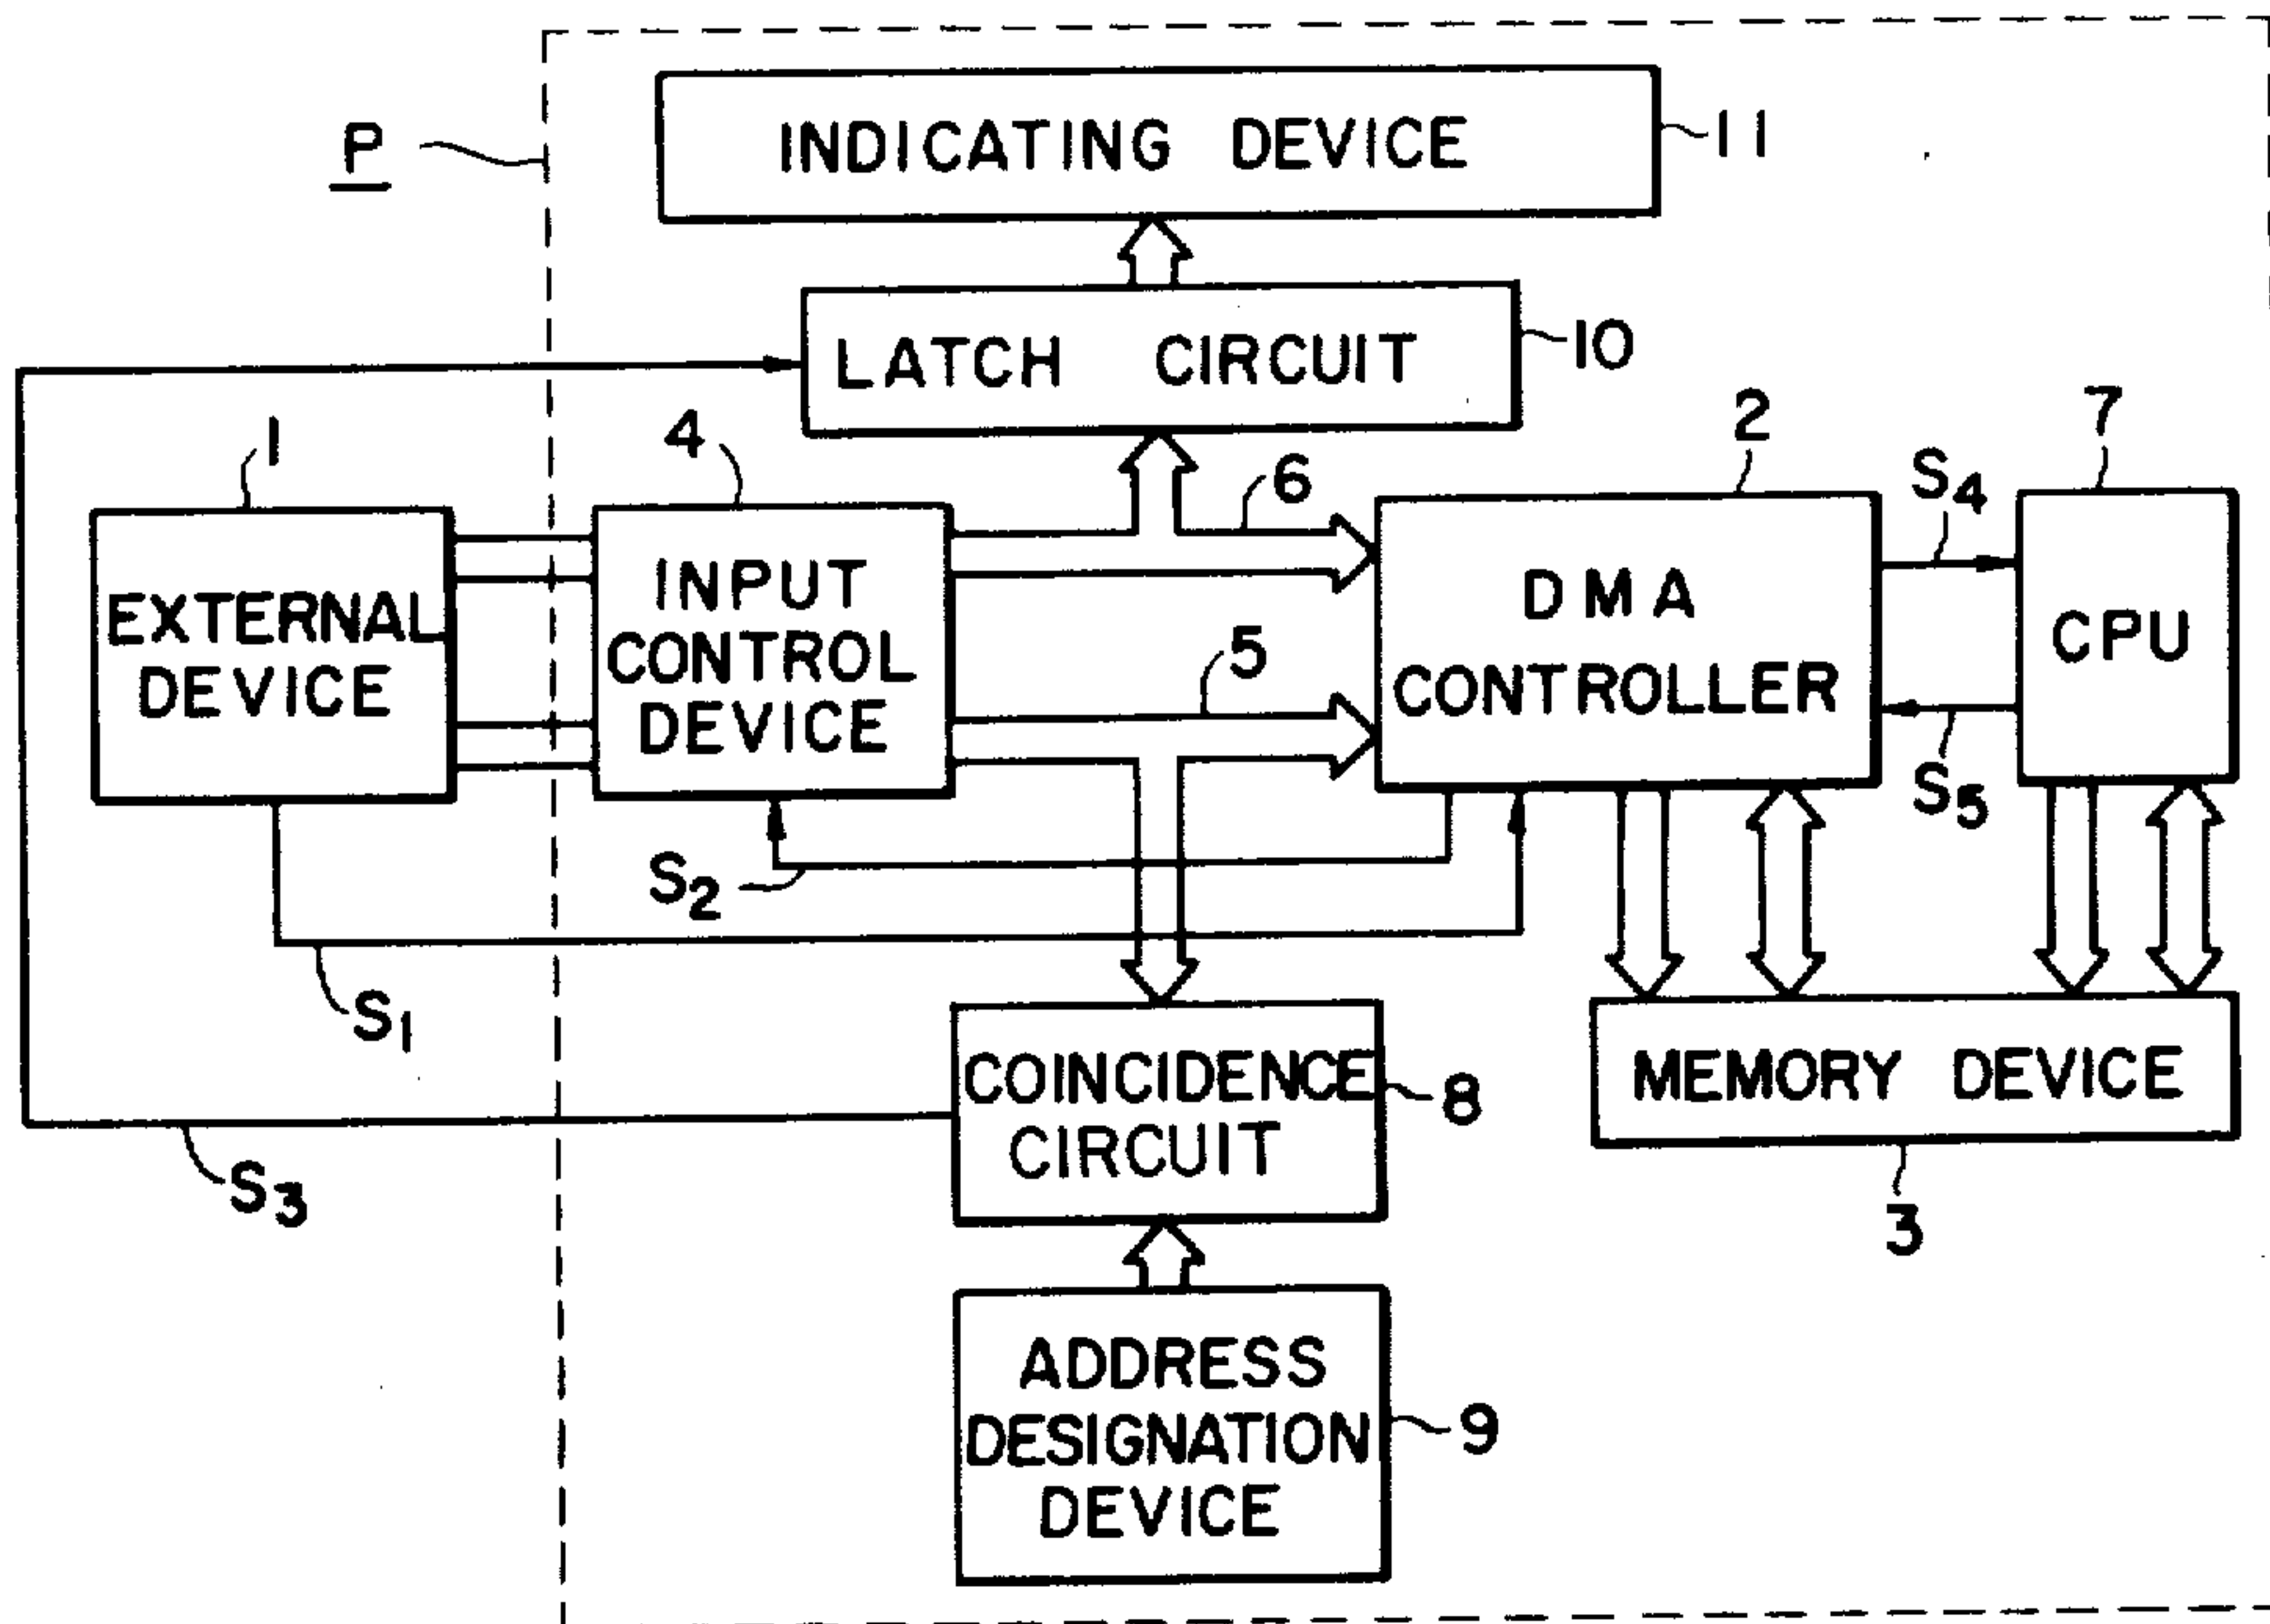 P
INDICATING DEVICE
11
LATCH CIRCUIT
10
1
4
6
2
S4
7
EXTERNAL
DEVICE
INPUT
CONTROL
DEVICE
5
DMA
CONTROLLER
CPU
S5
S2
S1
COINCIDENCE
CIRCUIT
8
MEMORY DEVICE
S3
3
ADDRESS
DESIGNATION
DEVICE
9